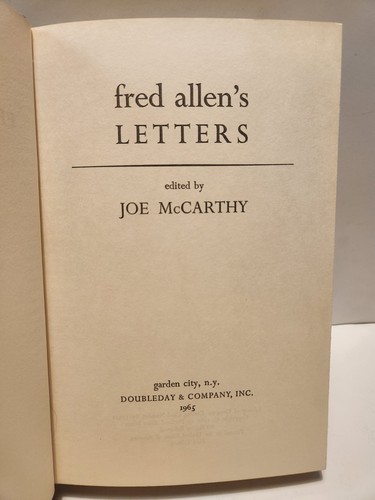 fred allen's
LETTERS
edited by
JOE McCARTHY
garden city, n.y.
DOUBLEDAY & COMPANY, INC.
1965